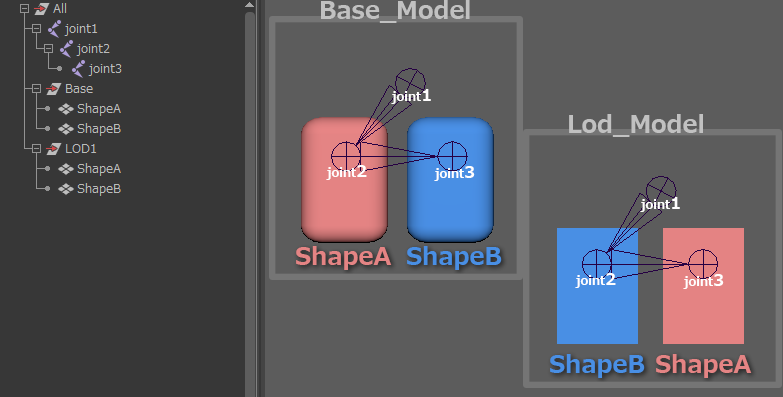 All
joint1
joint2
joint3
Base
ShapeA
ShapeB
LOD1
ShapeA
ShapeB
Base_Model
joint1
joint2
joint3
ShapeA ShapeB
Lod_Model
joint1
joint2
joint3
ShapeB ShapeA